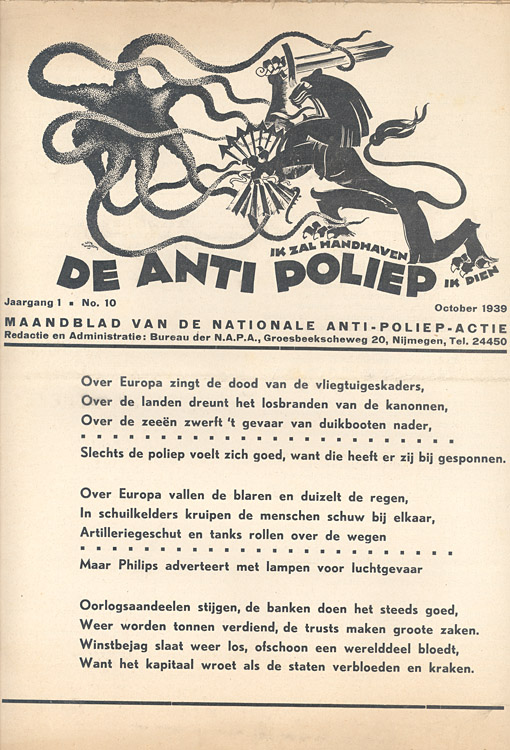 IK ZAL HANDHAVEN
IK DIEN
DE ANTI POLIEP
Jaargang 1 ▪ No. 10
October 1939
MAANDBLAD VAN DE NATIONALE ANTI-POLIEP-ACTIE
Redactie en Administratie: Bureau der N.A.P.A., Groesbeekscheweg 20, Nijmegen, Tel. 24450
Over Europa zingt de dood van de vliegtuigeskaders,
Over de landen dreunt het losbranden van de kanonnen,
Over de zeeën zwerft 't gevaar van duikbooten nader,
Slechts de poliep voelt zich goed, want die heeft er zij bij gesponnen.
Over Europa vallen de blaren en duizelt de regen,
In schuilkelders kruipen de menschen schuw bij elkaar,
Artilleriegeschut en tanks rollen over de wegen
Maar Philips adverteert met lampen voor luchtgevaar
Oorlogsaandeelen stijgen, de banken doen het steeds goed,
Weer worden tonnen verdiend, de trusts maken groote zaken.
Winstbejag slaat weer los, ofschoon een werelddeel bloedt,
Want het kapitaal wroet als de staten verbloeden en kraken.